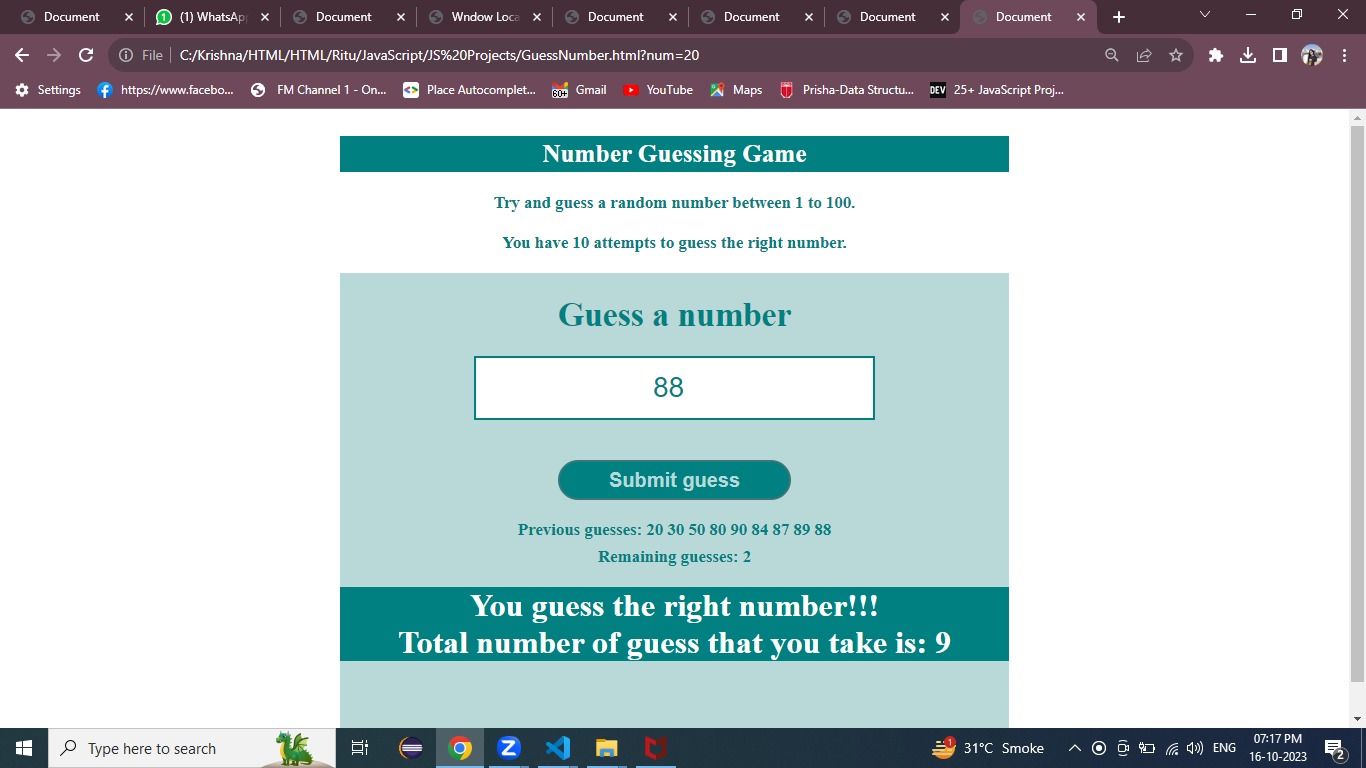 Document
(1) WhatsApp
Document
Wndow Loca
Document
Document
Document
Document
File
C:/Krishna/HTML/HTML/Ritu/JavaScript/JS%20Projects/GuessNumber.html?num=20
Settings
https://www.facebo...
FM Channel 1 - On...
Place Autocomplet...
60+
Gmail
YouTube
Maps
Prisha-Data Structu...
DEV
25+ JavaScript Proj...
Number Guessing Game
Try and guess a random number between 1 to 100.
You have 10 attempts to guess the right number.
Guess a number
88
Submit guess
Previous guesses: 20 30 50 80 90 84 87 89 88
Remaining guesses: 2
You guess the right number!!!
Total number of guess that you take is: 9
Type here to search
1
31°C Smoke
ENG
07:17 PM
16-10-2023
2